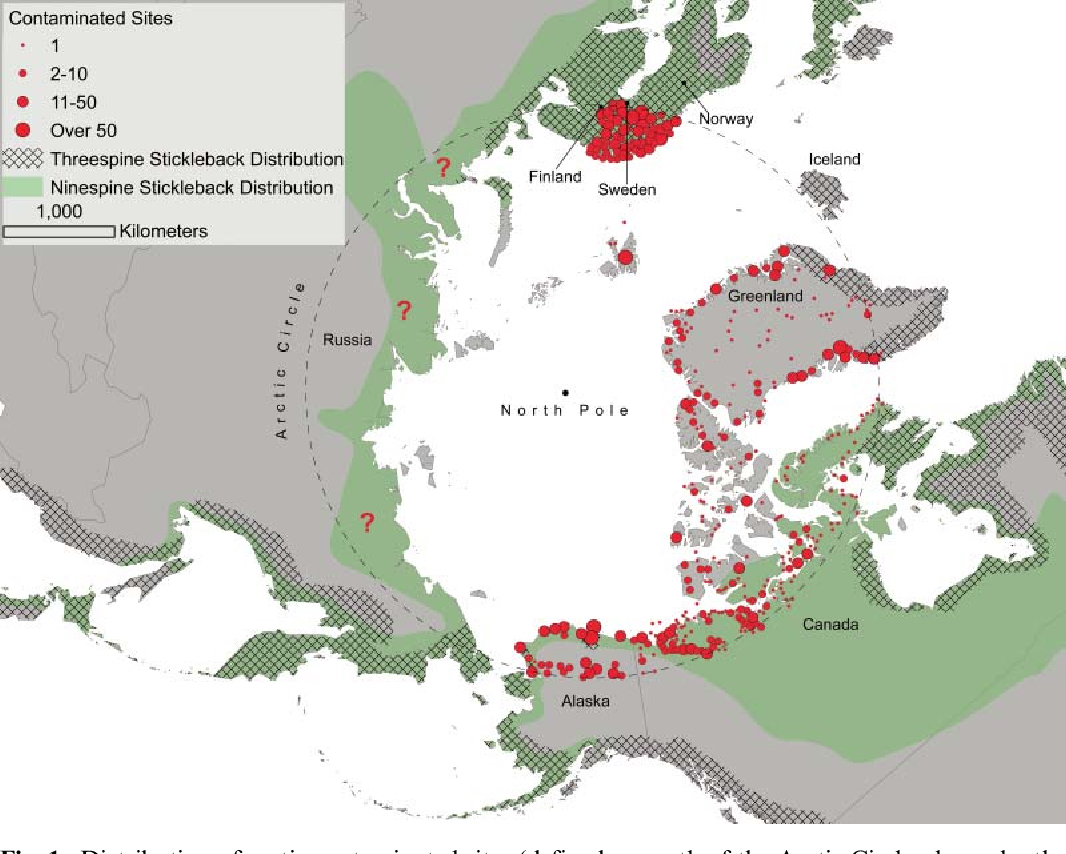 Contaminated Sites
1
2-10
11-50
Over 50
Threespine Stickleback Distribution
Ninespine Stickleback Distribution
1,000
Kilometers
Norway
Finland
Sweden
Iceland
?
Greenland
?
Russia
Arctic Circle
North Pole
?
Canada
Alaska